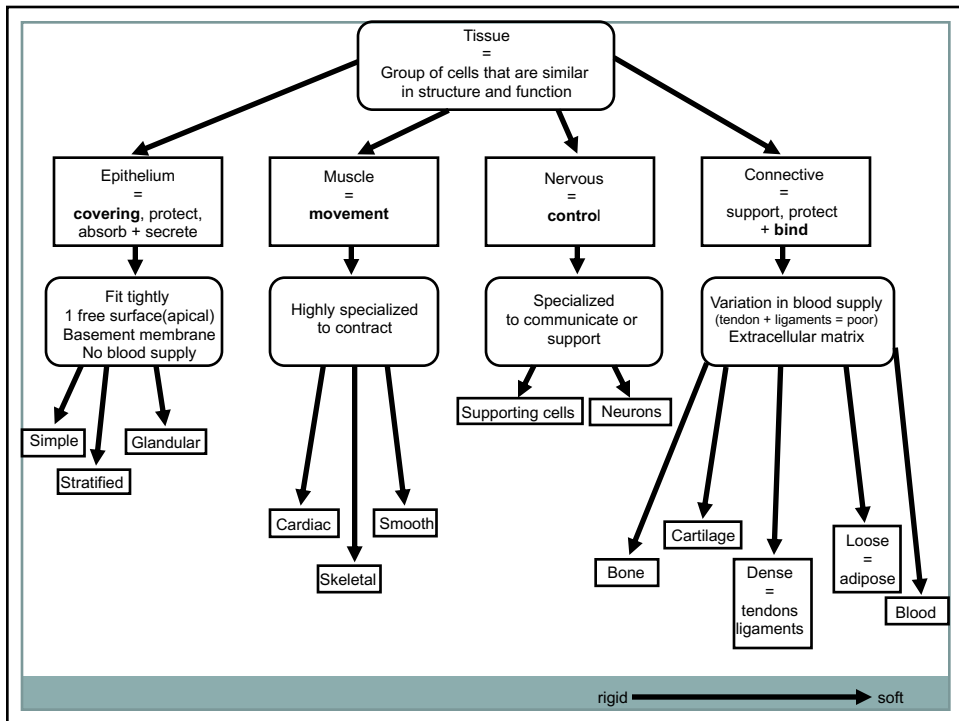 Tissue
=
Group of cells that are similar
in structure and function
Epithelium
=
covering, protect,
absorb + secrete
Muscle
=
movement
Nervous
=
control
Connective
=
support, protect
+ bind
Fit tightly
1 free surface(apical)
Basement membrane
No blood supply
Highly specialized
to contract
Specialized
to communicate or
support
Variation in blood supply
(tendon + ligaments = poor)
Extracellular matrix
Simple
Stratified
Glandular
Cardiac
Skeletal
Smooth
Supporting cells
Neurons
Bone
Cartilage
Dense
=
tendons
ligaments
Loose
=
adipose
Blood
rigid
soft